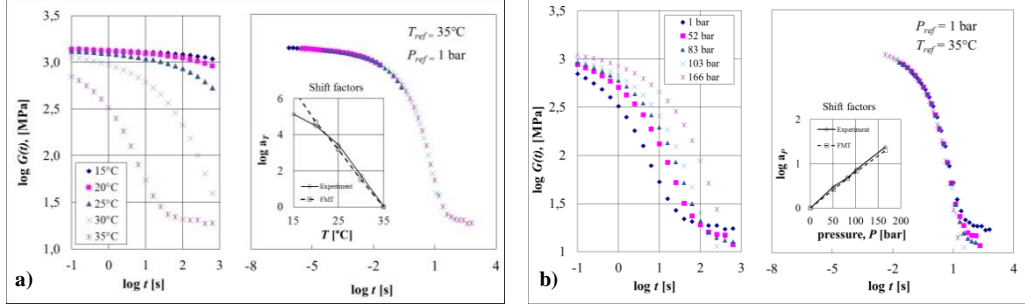 3,5
3,0
2,5
2,0
1,5
1,0
log G(t), [MPa]
15°C
20°C
25°C
30°C
35°C
-1 0 1 2 3
log t [s]
a)
T_ref = 35°C
P_ref = 1 bar
Shift factors
6
4
2
0
log a_T
Experiment
FMT
15 25 35
T [°C]
-5 -2 1 4
log t [s]
3,5
3
2,5
2
1,5
1
log G(t), [MPa]
1 bar
52 bar
83 bar
103 bar
166 bar
-1 0 1 2 3
log t [s]
b)
P_ref = 1 bar
T_ref = 35°C
Shift factors
2
1
0
log a_P
Experiment
FMT
0 50 100 150 200
pressure, P [bar]
-5 -2 1 4
log t [s]